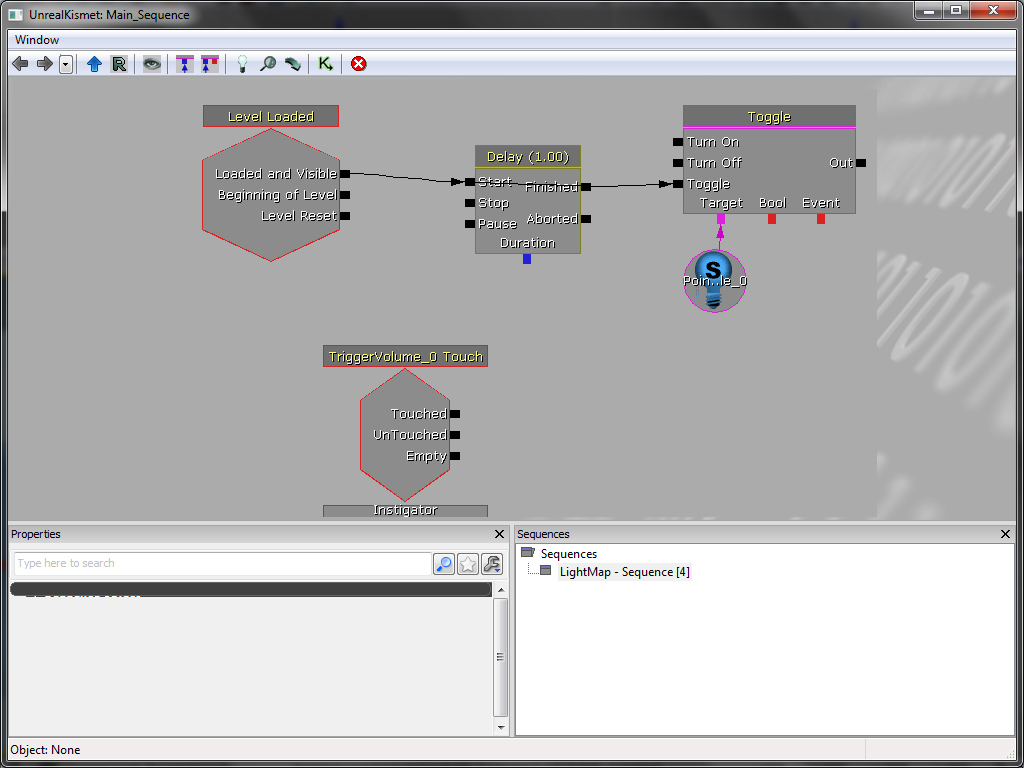 UnrealKismet: Main_Sequence
Window
Level Loaded
Loaded and Visible
Beginning of Level
Level Reset
Delay (1.00)
Start Finished
Stop
Pause Aborted
Duration
Toggle
Turn On
Turn Off Out
Toggle
Target Bool Event
S
Poin...le_0
TriggerVolume_0 Touch
Touched
UnTouched
Empty
Instigator
Properties
Type here to search
Sequences
Sequences
LightMap - Sequence [4]
Object: None